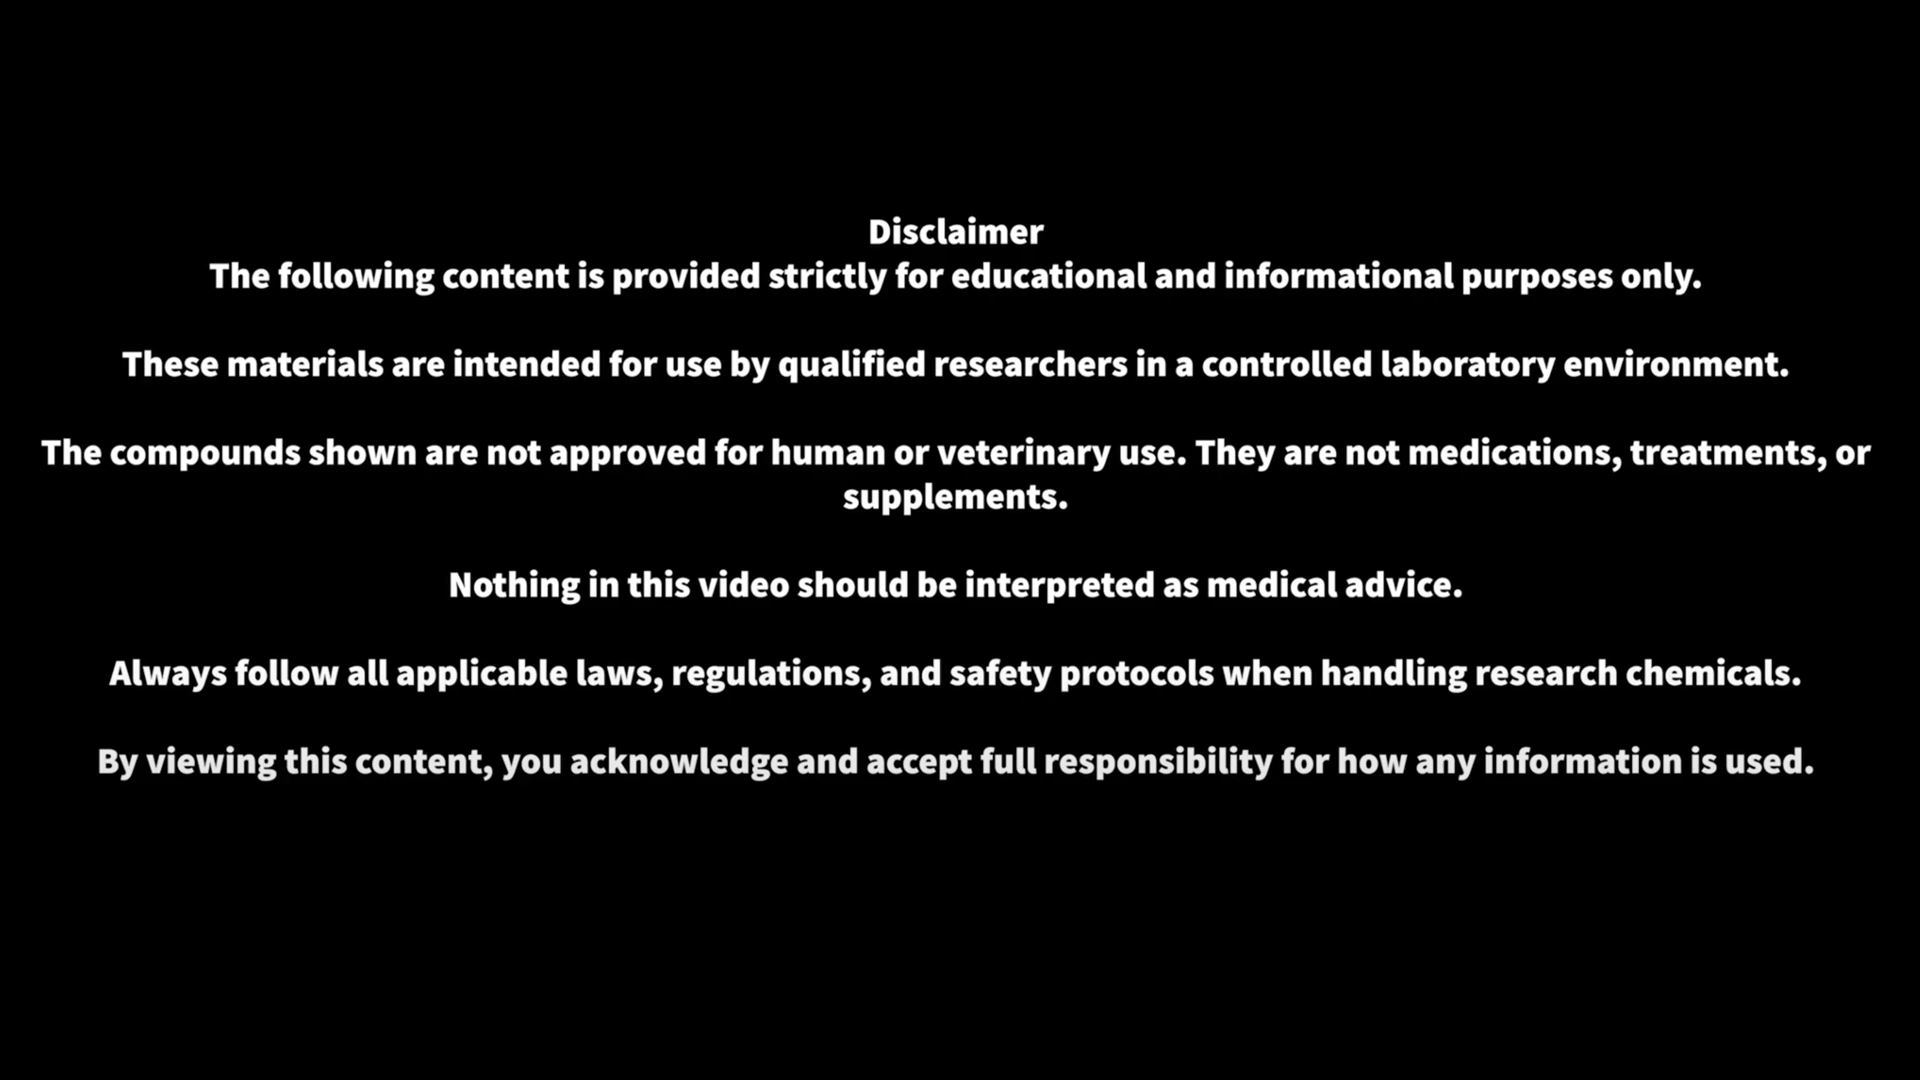 Disclaimer
The following content is provided strictly for educational and informational purposes only.
These materials are intended for use by qualified researchers in a controlled laboratory environment.
The compounds shown are not approved for human or veterinary use. They are not medications, treatments, or
supplements.
Nothing in this video should be interpreted as medical advice.
Always follow all applicable laws, regulations, and safety protocols when handling research chemicals.
By viewing this content, you acknowledge and accept full responsibility for how any information is used.